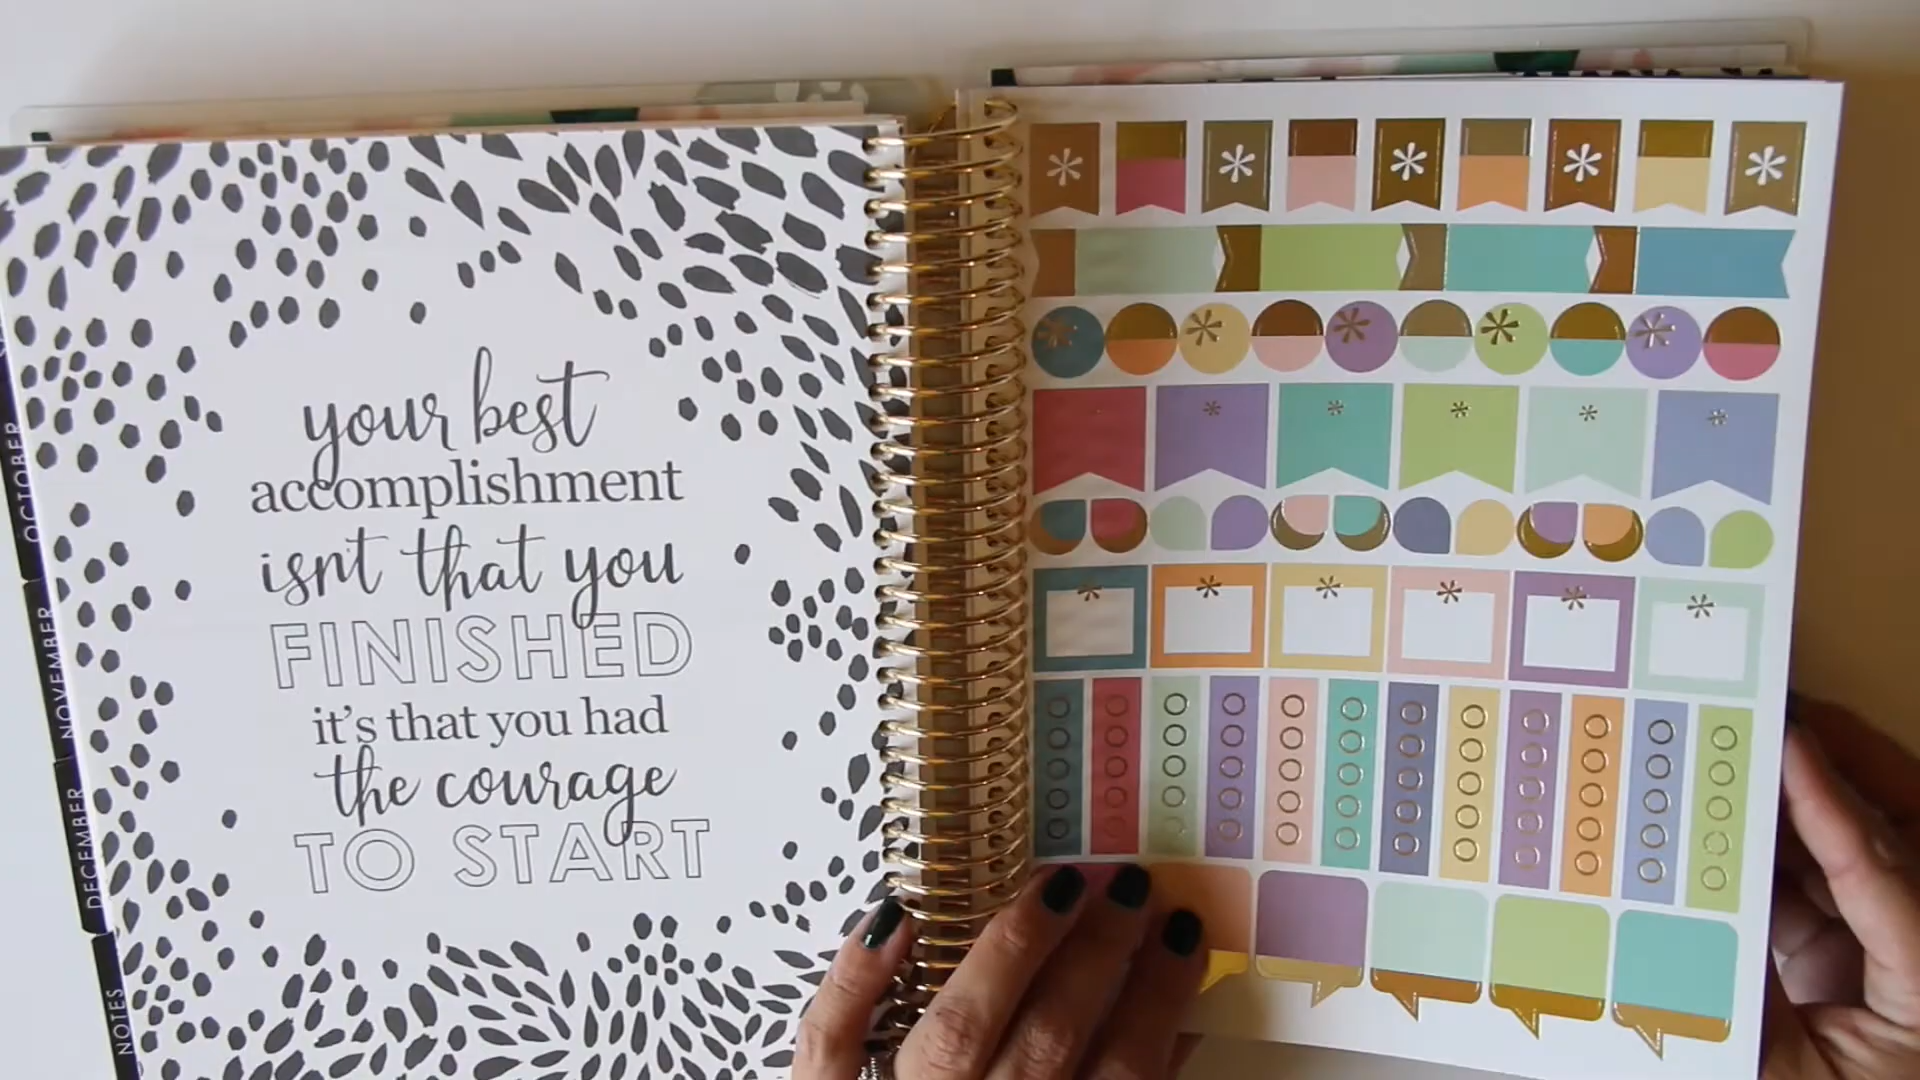 your best
accomplishment
isn't that you
FINISHED
it's that you had
the courage
TO START
OCTOBER
NOVEMBER
DECEMBER
NOTES